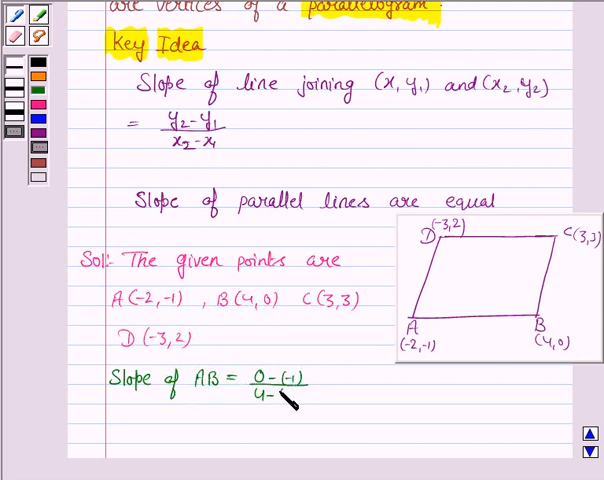 are vertices of a parallelogram.
Key Idea
Slope of line joining (x, y₁) and (x₂, y₂)
= y₂-y₁ / x₂-x₁
Slope of parallel lines are equal
Sol:- The given points are
A(-2,-1) , B(4,0) C(3,3)
D(-3,2)
Slope of AB = 0-(-1) / 4-
(-3,2)
D
C(3,3)
A
(-2,-1)
B
(4,0)